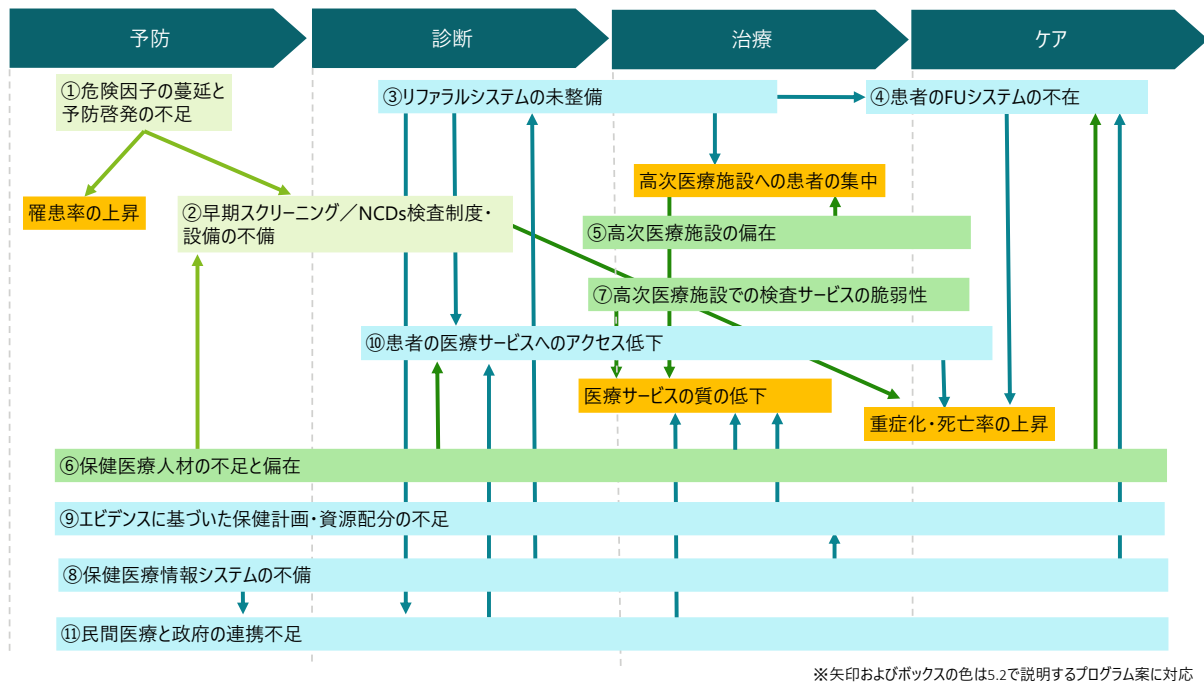 予防
診断
治療
ケア
①危険因子の蔓延と
予防啓発の不足
③リファラルシステムの未整備
④患者のFUシステムの不在
高次医療施設への患者の集中
罹患率の上昇
②早期スクリーニング／NCDs検査制度・
設備の不備
⑤高次医療施設の偏在
⑦高次医療施設での検査サービスの脆弱性
⑩患者の医療サービスへのアクセス低下
医療サービスの質の低下
重症化・死亡率の上昇
⑥保健医療人材の不足と偏在
⑨エビデンスに基づいた保健計画・資源配分の不足
⑧保健医療情報システムの不備
⑪民間医療と政府の連携不足
※矢印およびボックスの色は5.2で説明するプログラム案に対応